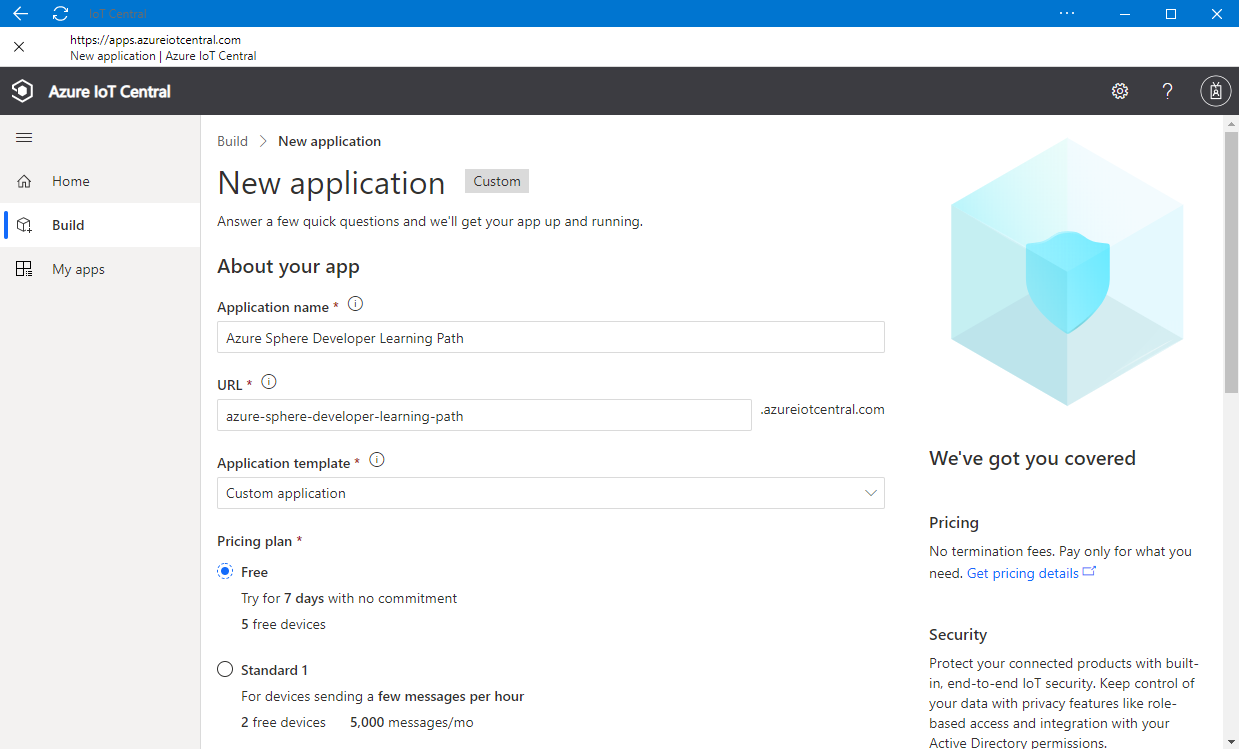 IoT Central
https://apps.azureiotcentral.com
New application | Azure IoT Central
Azure IoT Central
Home
Build
My apps
Build > New application
New application Custom
Answer a few quick questions and we'll get your app up and running.
About your app
Application name *
Azure Sphere Developer Learning Path
URL *
azure-sphere-developer-learning-path .azureiotcentral.com
Application template *
Custom application
Pricing plan *
Free
Try for 7 days with no commitment
5 free devices
Standard 1
For devices sending a few messages per hour
2 free devices 5,000 messages/mo
We've got you covered
Pricing
No termination fees. Pay only for what you
need. Get pricing details
Security
Protect your connected products with built-
in, end-to-end IoT security. Keep control of
your data with privacy features like role-
based access and integration with your
Active Directory permissions.